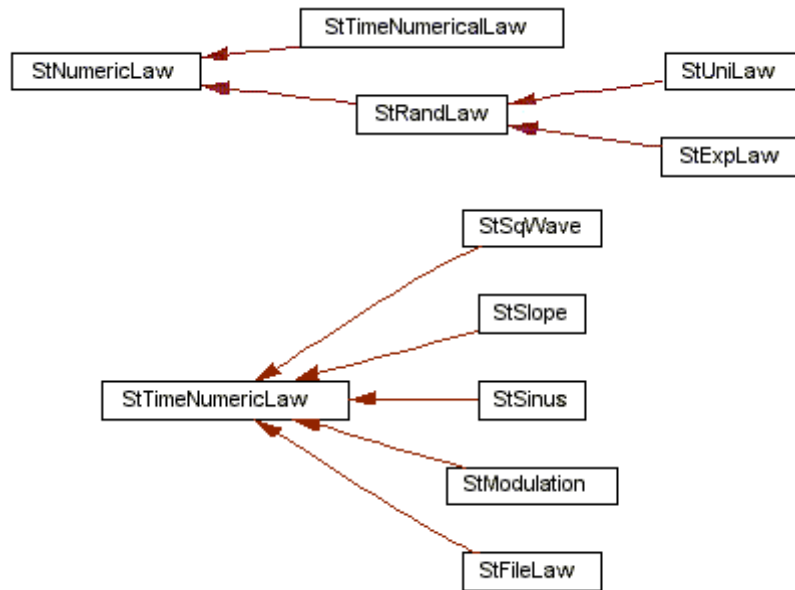 StTimeNumericalLaw
StNumericLaw
StUniLaw
StRandLaw
StExpLaw
StSqWave
StSlope
StTimeNumericLaw
StSinus
StModulation
StFileLaw